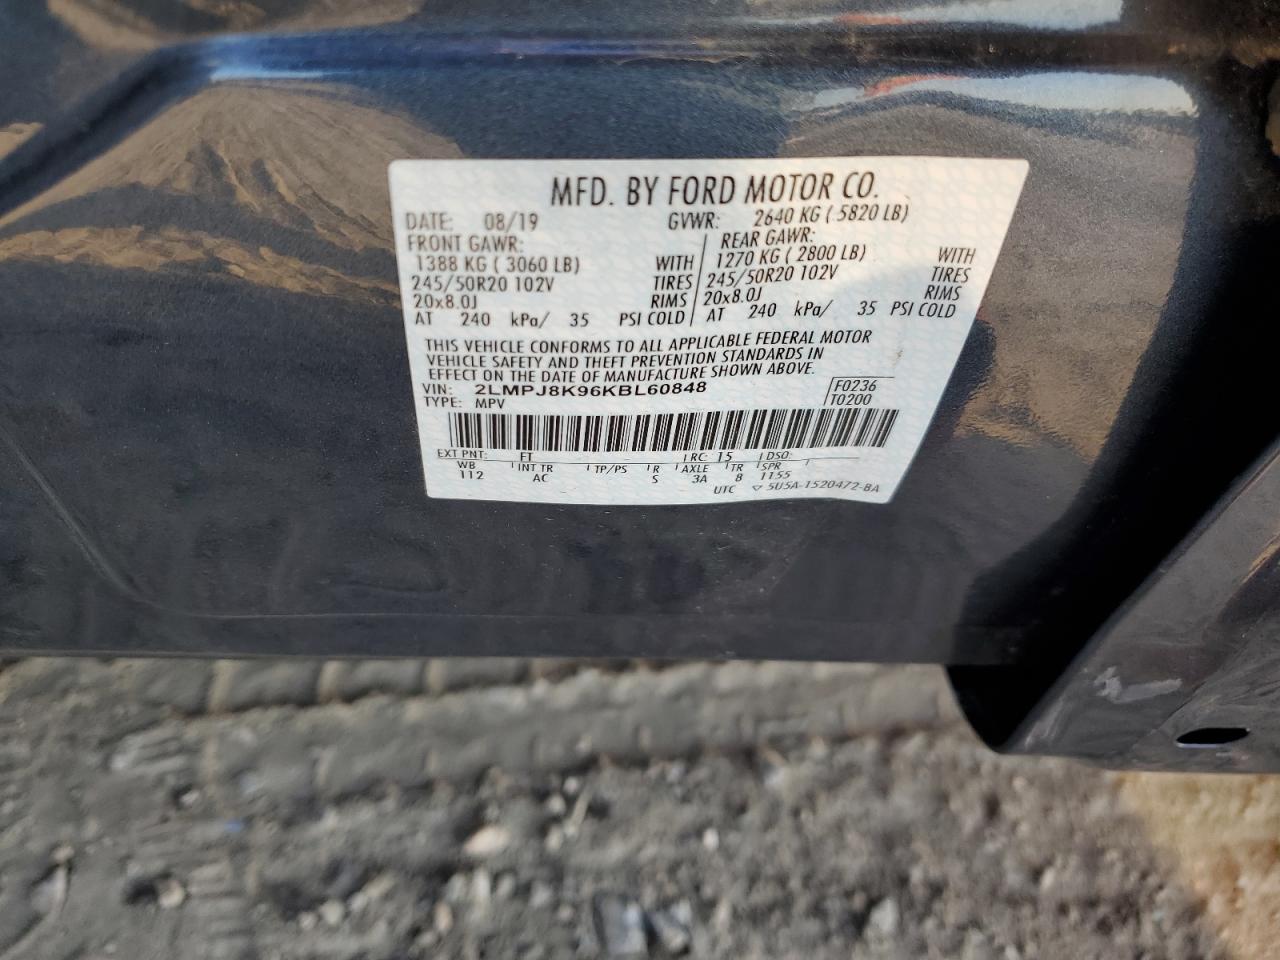 MFD. BY FORD MOTOR CO.
DATE: 08/19 GVWR: 2640 KG ( 5820 LB)
FRONT GAWR: REAR GAWR:
1388 KG ( 3060 LB) WITH 1270 KG ( 2800 LB) WITH
245/50R20 102V TIRES 245/50R20 102V TIRES
20x8.0J RIMS 20x8.0J RIMS
AT 240 kPa/ 35 PSI COLD AT 240 kPa/ 35 PSI COLD
THIS VEHICLE CONFORMS TO ALL APPLICABLE FEDERAL MOTOR
VEHICLE SAFETY AND THEFT PREVENTION STANDARDS IN
EFFECT ON THE DATE OF MANUFACTURE SHOWN ABOVE.
VIN: 2LMPJ8K96KBL60848 F0236
TYPE: MPV T0200
EXT PNT: FT RC: 15 DSO:
WB INT TR TP/PS R AXLE TR SPR
112 AC S 3A 8 1155
UTC ▽ 5U5A-1520472-BA